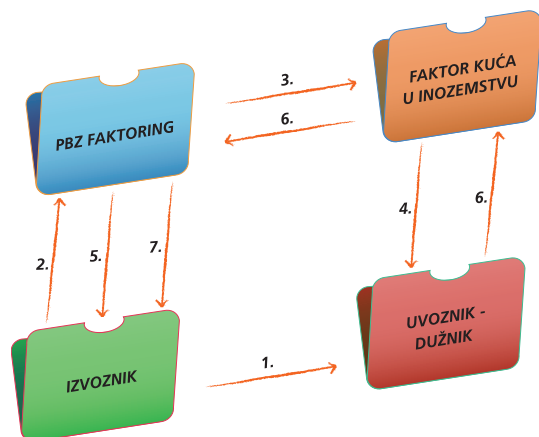 PBZ FAKTORING
3.
6.
FAKTOR KUĆA
U INOZEMSTVU
2.
5.
7.
4.
6.
IZVOZNIK
1.
UVOZNIK -
DUŽNIK